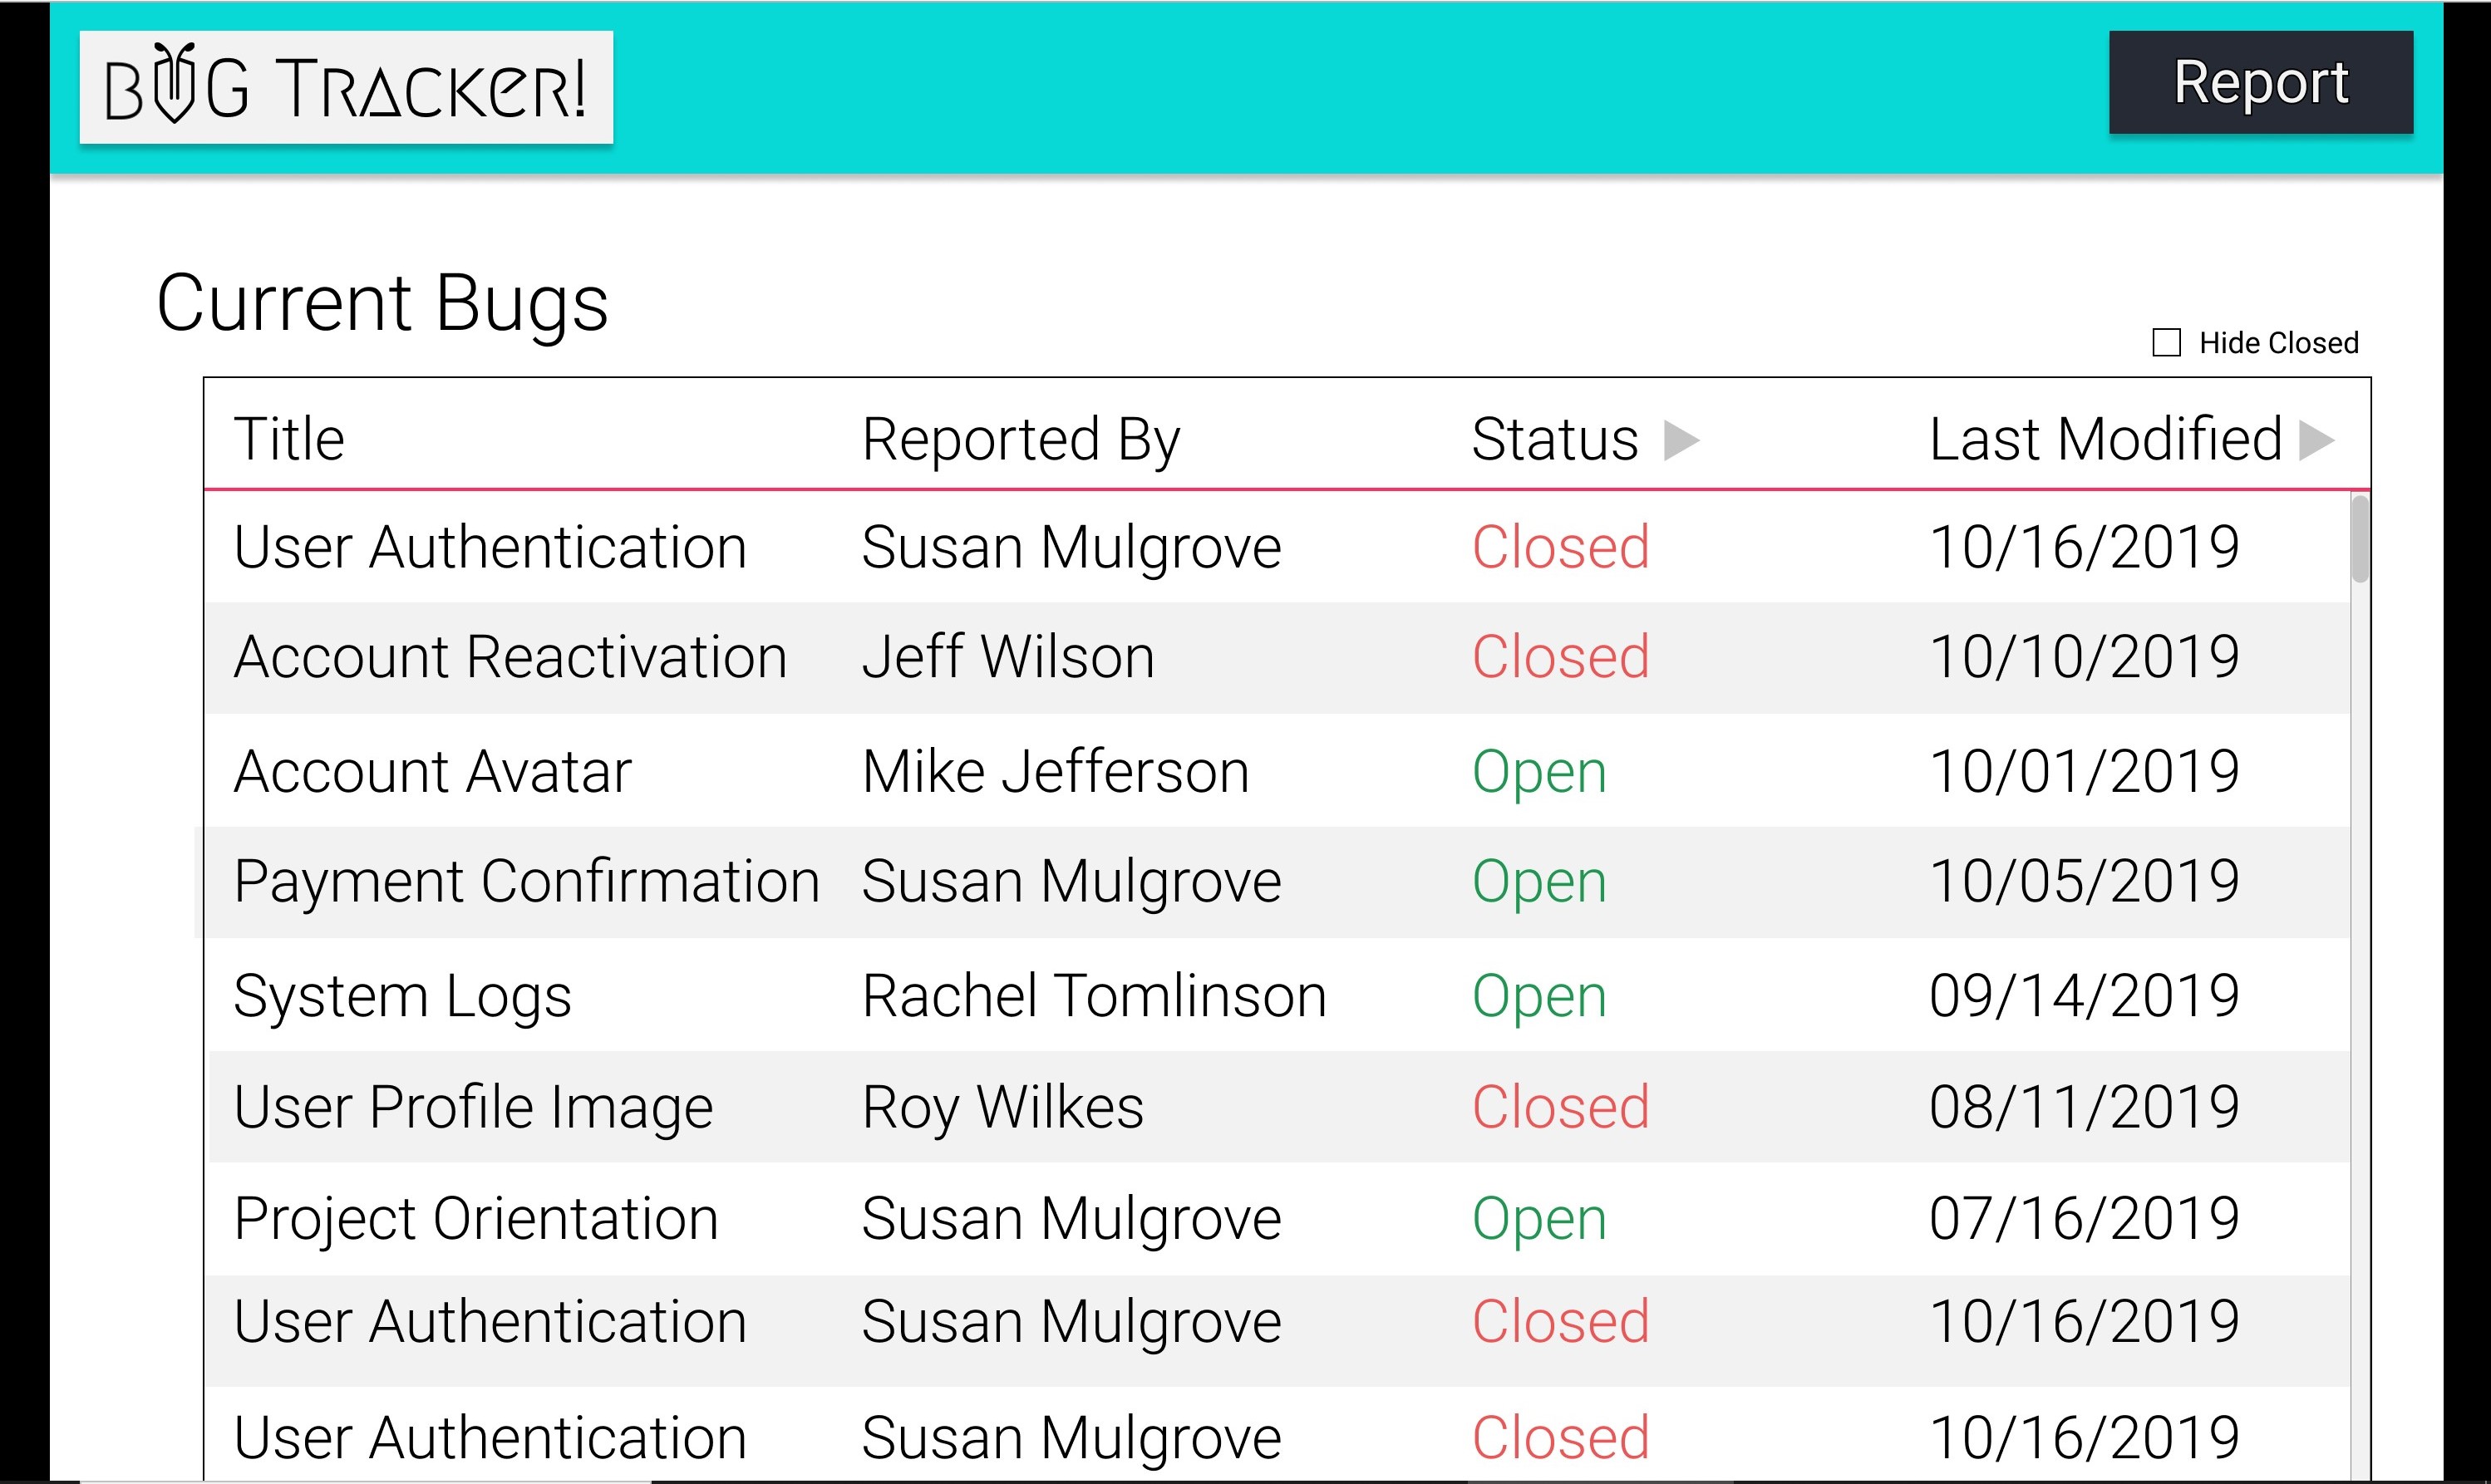 BUG TRACKER!
Report
Current Bugs
Hide Closed
Title Reported By Status Last Modified
User Authentication Susan Mulgrove Closed 10/16/2019
Account Reactivation Jeff Wilson Closed 10/10/2019
Account Avatar Mike Jefferson Open 10/01/2019
Payment Confirmation Susan Mulgrove Open 10/05/2019
System Logs Rachel Tomlinson Open 09/14/2019
User Profile Image Roy Wilkes Closed 08/11/2019
Project Orientation Susan Mulgrove Open 07/16/2019
User Authentication Susan Mulgrove Closed 10/16/2019
User Authentication Susan Mulgrove Closed 10/16/2019